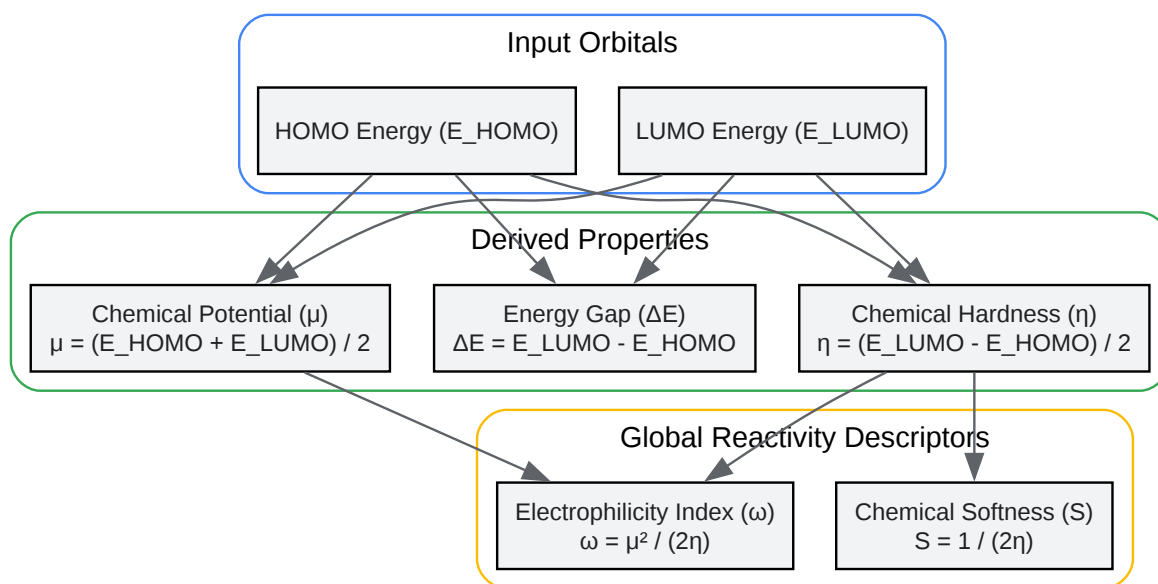 Input Orbitals
HOMO Energy (E_HOMO)
LUMO Energy (E_LUMO)
Derived Properties
Chemical Potential (μ)
μ = (E_HOMO + E_LUMO) / 2
Energy Gap (ΔE)
ΔE = E_LUMO - E_HOMO
Chemical Hardness (η)
η = (E_LUMO - E_HOMO) / 2
Global Reactivity Descriptors
Electrophilicity Index (ω)
ω = μ² / (2η)
Chemical Softness (S)
S = 1 / (2η)